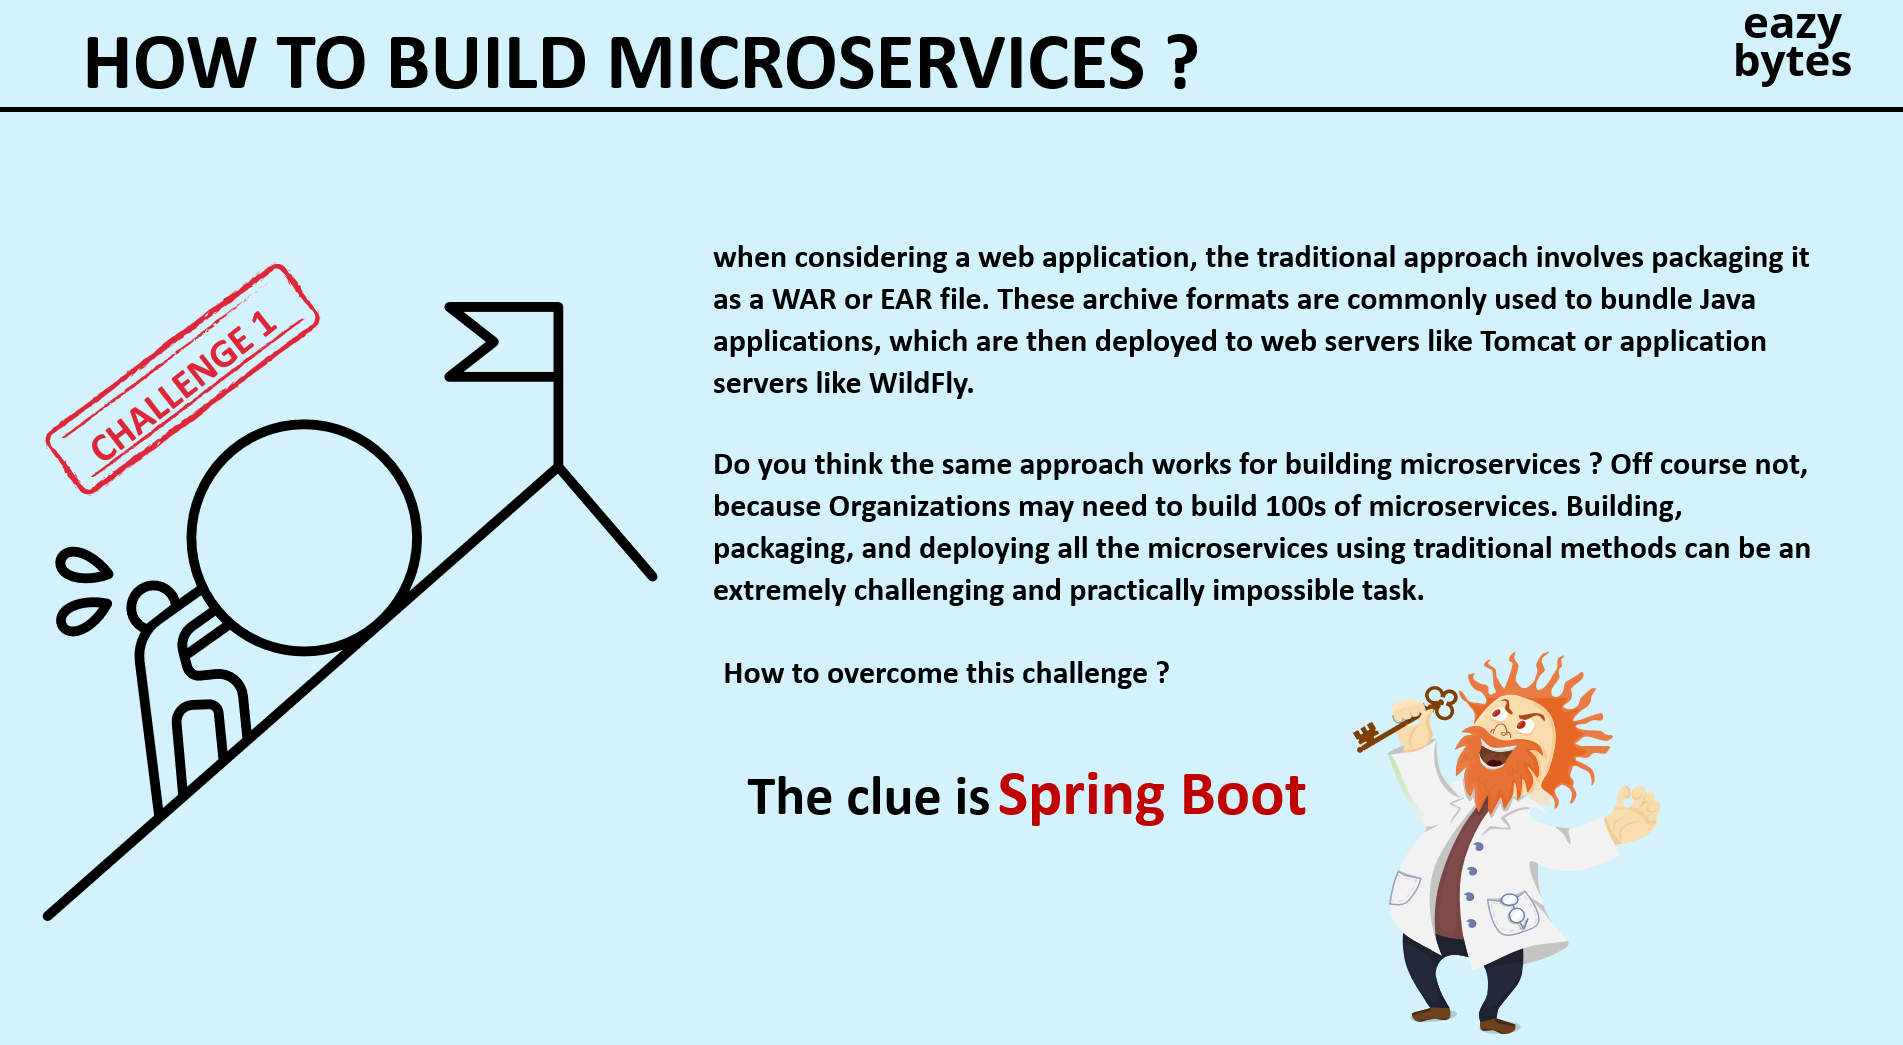 HOW TO BUILD MICROSERVICES ?
eazy
bytes
CHALLENGE 1
when considering a web application, the traditional approach involves packaging it
as a WAR or EAR file. These archive formats are commonly used to bundle Java
applications, which are then deployed to web servers like Tomcat or application
servers like WildFly.
Do you think the same approach works for building microservices ? Off course not,
because Organizations may need to build 100s of microservices. Building,
packaging, and deploying all the microservices using traditional methods can be an
extremely challenging and practically impossible task.
How to overcome this challenge ?
The clue is Spring Boot